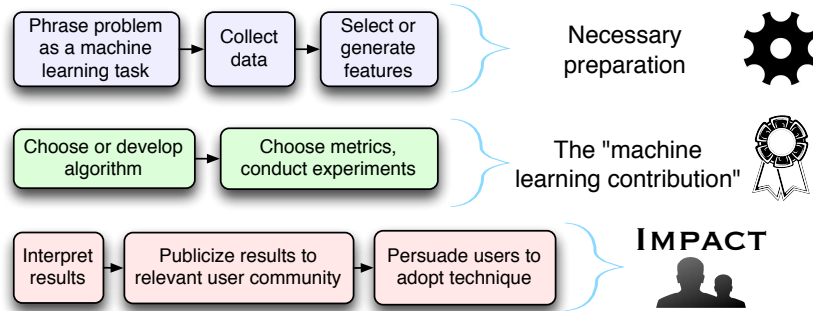 Phrase problem
as a machine
learning task
Collect
data
Select or
generate
features
Necessary
preparation
Choose or develop
algorithm
Choose metrics,
conduct experiments
The "machine
learning contribution"
Interpret
results
Publicize results to
relevant user community
Persuade users to
adopt technique
IMPACT